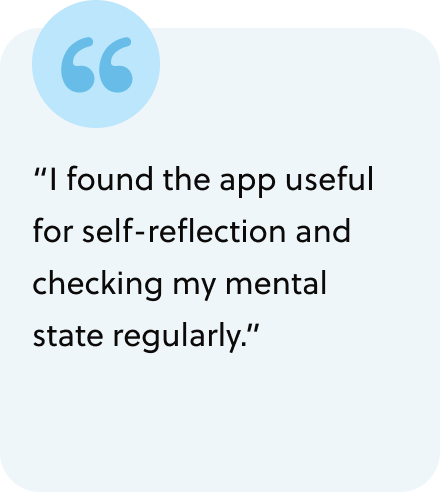 “I found the app useful
for self-reflection and
checking my mental
state regularly.”